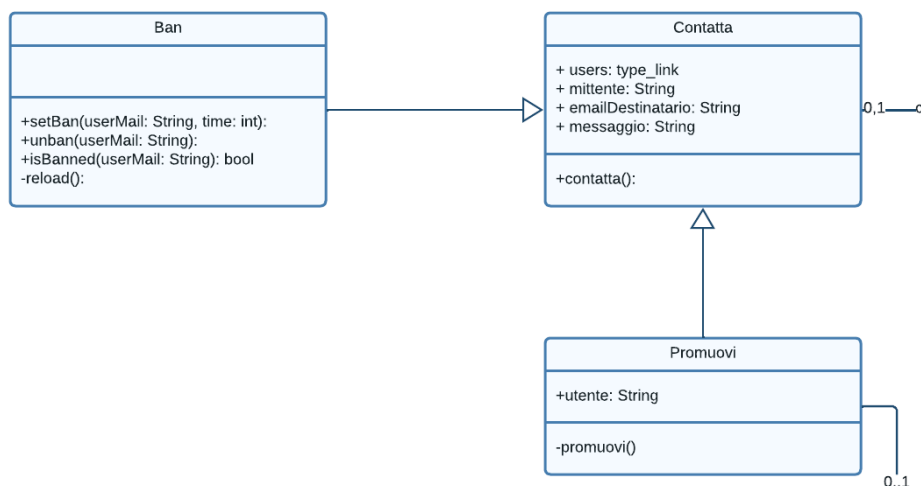 Ban
+setBan(userMail: String, time: int):
+unban(userMail: String):
+isBanned(userMail: String): bool
-reload():
Contatta
+ users: type_link
+ mittente: String
+ emailDestinatario: String
+ messaggio: String
+contatta():
0,1
Promuovi
+utente: String
-promuovi()
0..1